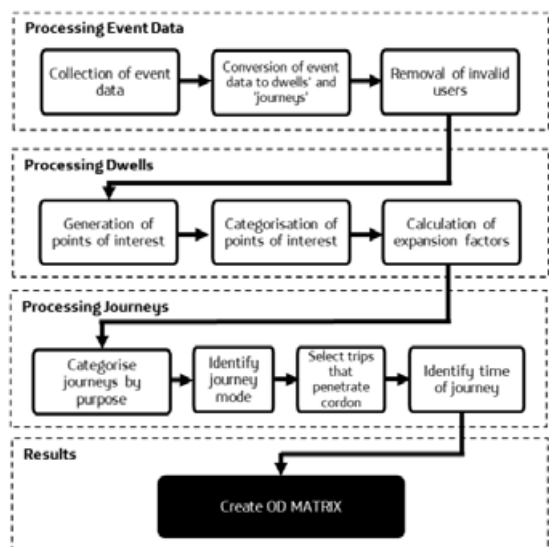 Processing Event Data
Collection of event
data
Conversion of event
data to dwells' and
'journeys'
Removal of invalid
users
Processing Dwells
Generation of
points of interest
Categorisation of
points of interest
Calculation of
expansion factors
Processing Journeys
Categorise
journeys by
purpose
Identify
journey
mode
Select trips
that
penetrate
cordon
Identify time
of journey
Results
Create OD MATRIX